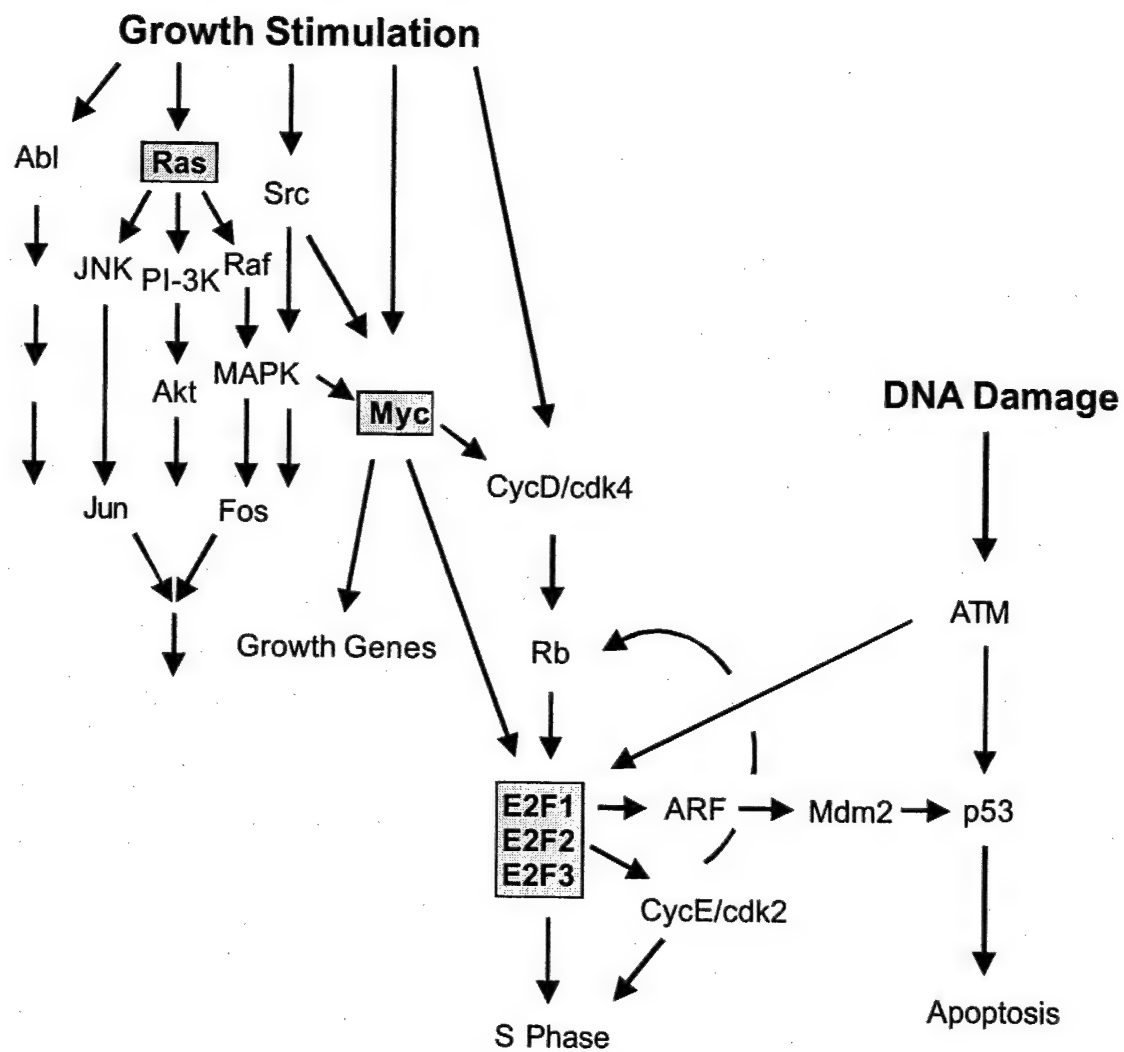 Growth Stimulation
Abl
Ras
Src
JNK
PI-3K
Raf
Akt
MAPK
Myc
DNA Damage
CycD/cdk4
Jun
Fos
ATM
Growth Genes
Rb
E2F1
E2F2
E2F3
ARF
Mdm2
p53
CycE/cdk2
S Phase
Apoptosis